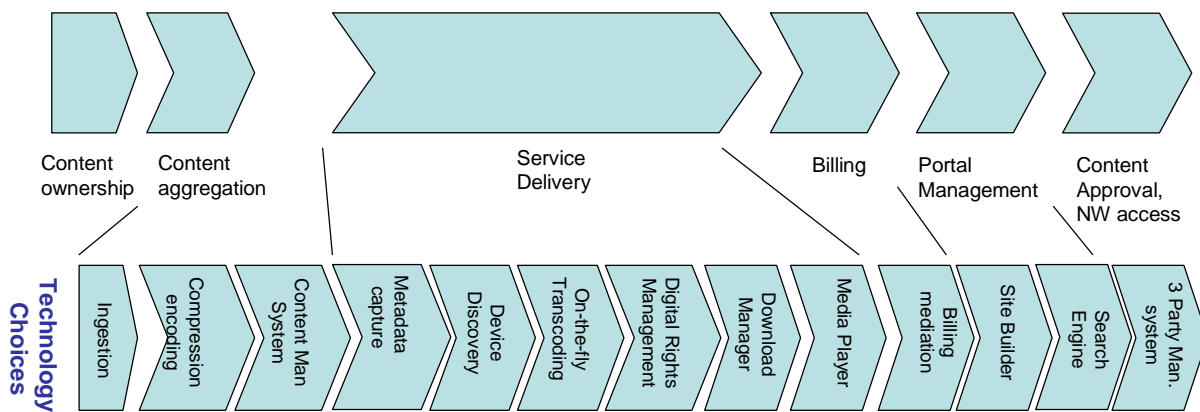 Content
ownership
Content
aggregation
Service
Delivery
Billing
Portal
Management
Content
Approval,
NW access
Technology
Choices
Ingestion
Compression
encoding
Content Man
System
Metadata
capture
Device
Discovery
On-the-fly
Transcoding
Digital Rights
Management
Download
Manager
Media Player
Billing
mediation
Site Builder
Search
Engine
3 Party Man.
system